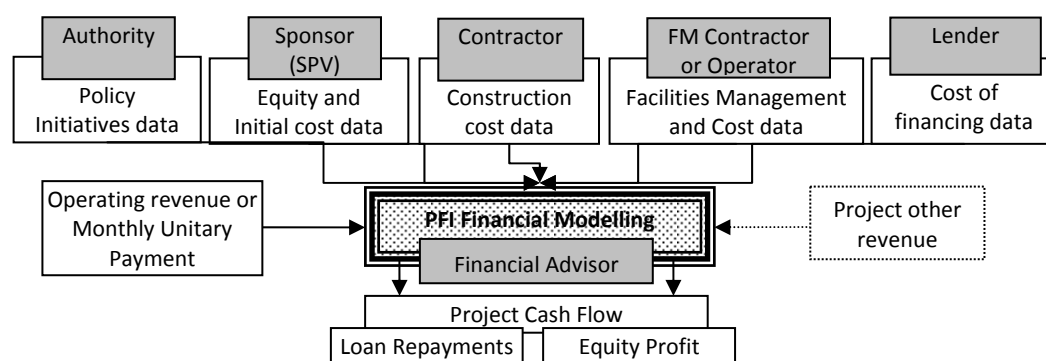 Authority
Policy
Initiatives data
Sponsor
(SPV)
Equity and
Initial cost data
Contractor
Construction
cost data
FM Contractor
or Operator
Facilities Management
and Cost data
Lender
Cost of
financing data
Operating revenue or
Monthly Unitary
Payment
PFI Financial Modelling
Financial Advisor
Project other
revenue
Project Cash Flow
Loan Repayments
Equity Profit